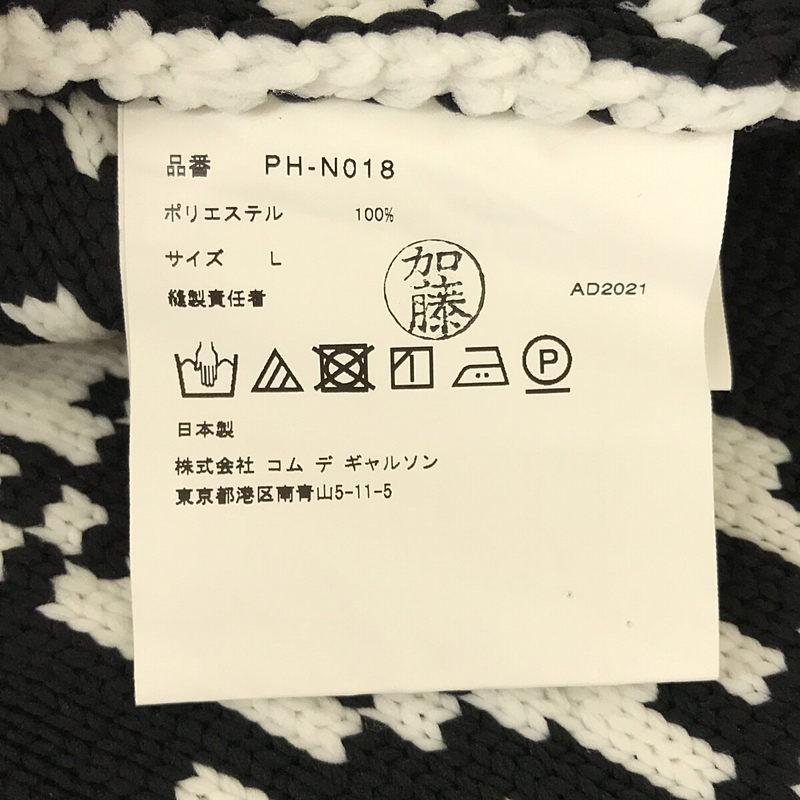 品番 PH-N018
ポリエステル 100%
サイズ L
縫製責任者 加藤 AD2021
P
日本製
株式会社 コム デ ギャルソン
東京都港区南青山5-11-5